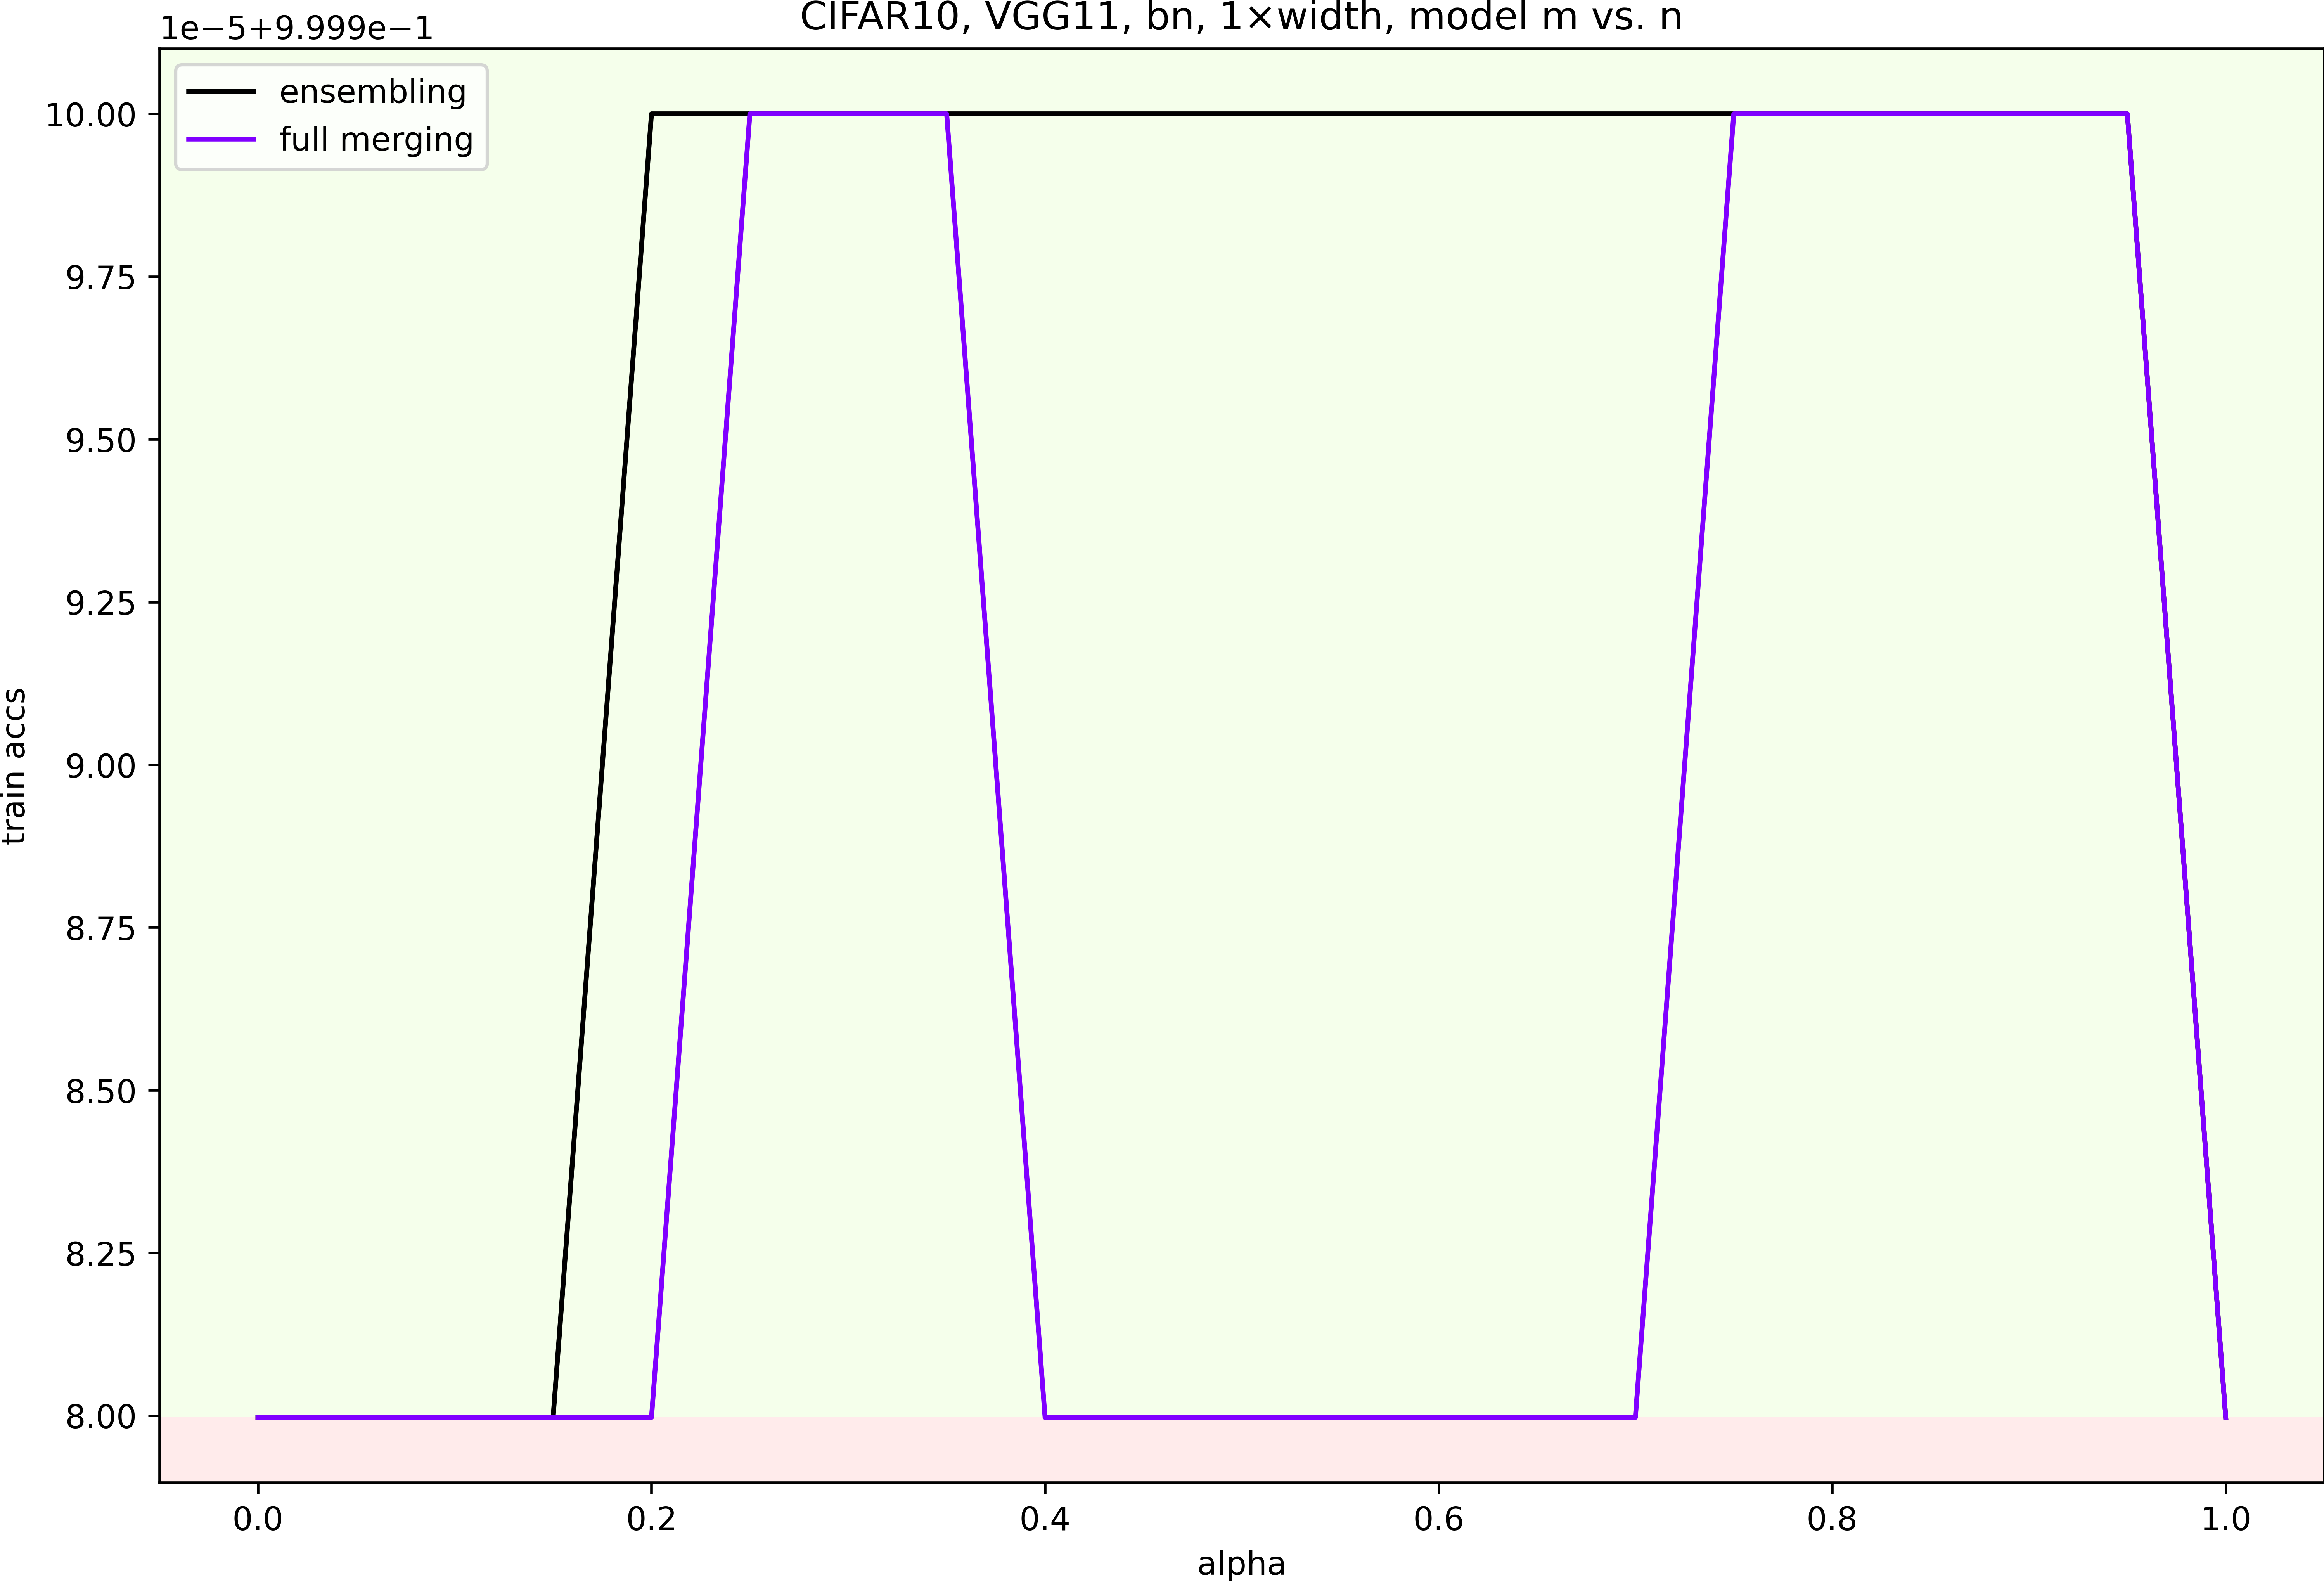 CIFAR10, VGG11, bn, 1×width, model m vs. n
1e−5+9.999e−1
ensembling
full merging
10.00
9.75
9.50
9.25
9.00
8.75
8.50
8.25
8.00
train accs
0.0 0.2 0.4 0.6 0.8 1.0
alpha